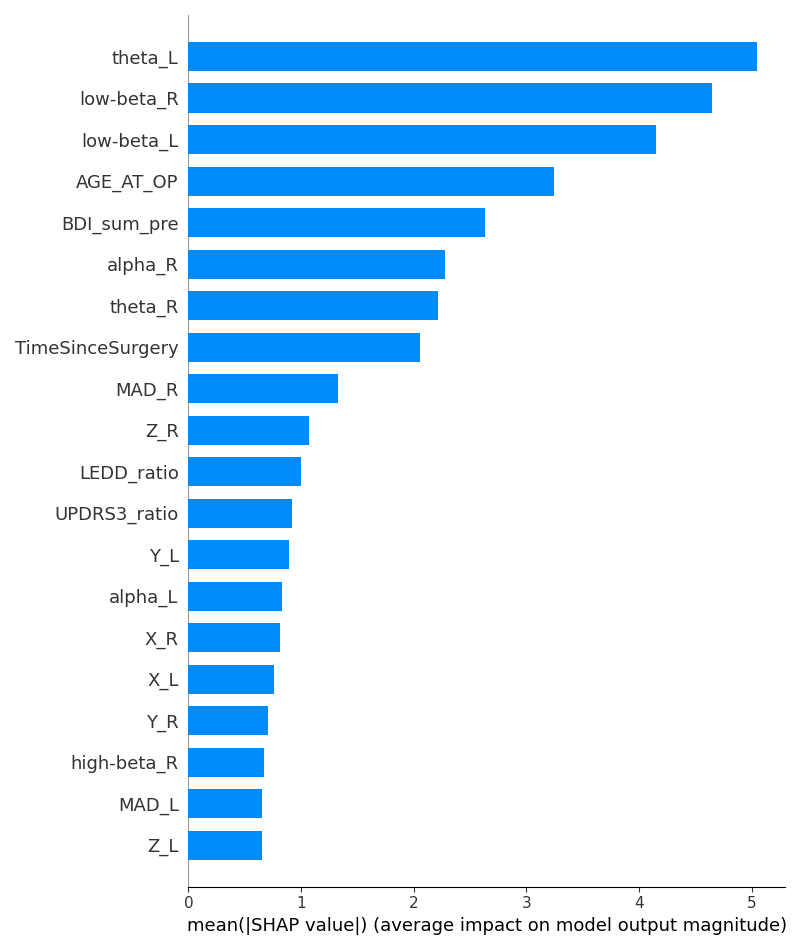 theta_L
low-beta_R
low-beta_L
AGE_AT_OP
BDI_sum_pre
alpha_R
theta_R
TimeSinceSurgery
MAD_R
Z_R
LEDD_ratio
UPDRS3_ratio
Y_L
alpha_L
X_R
X_L
Y_R
high-beta_R
MAD_L
Z_L
0 1 2 3 4 5
mean(|SHAP value|) (average impact on model output magnitude)